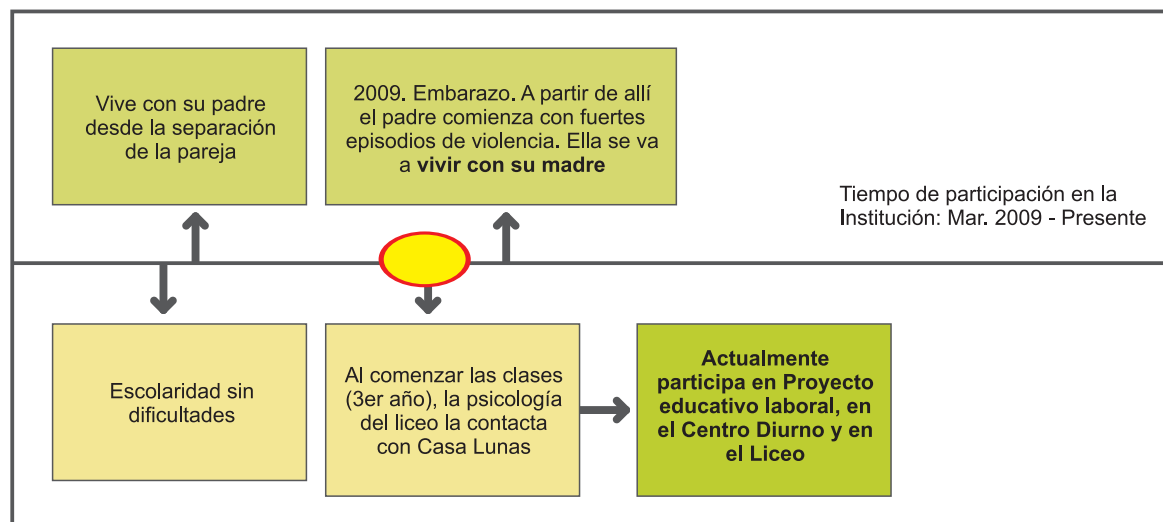 Vive con su padre
desde la separación
de la pareja
2009. Embarazo. A partir de allí
el padre comienza con fuertes
episodios de violencia. Ella se va
a vivir con su madre
Tiempo de participación en la
Institución: Mar. 2009 - Presente
Escolaridad sin
dificultades
Al comenzar las clases
(3er año), la psicología
del liceo la contacta
con Casa Lunas
Actualmente
participa en Proyecto
educativo laboral, en
el Centro Diurno y en
el Liceo